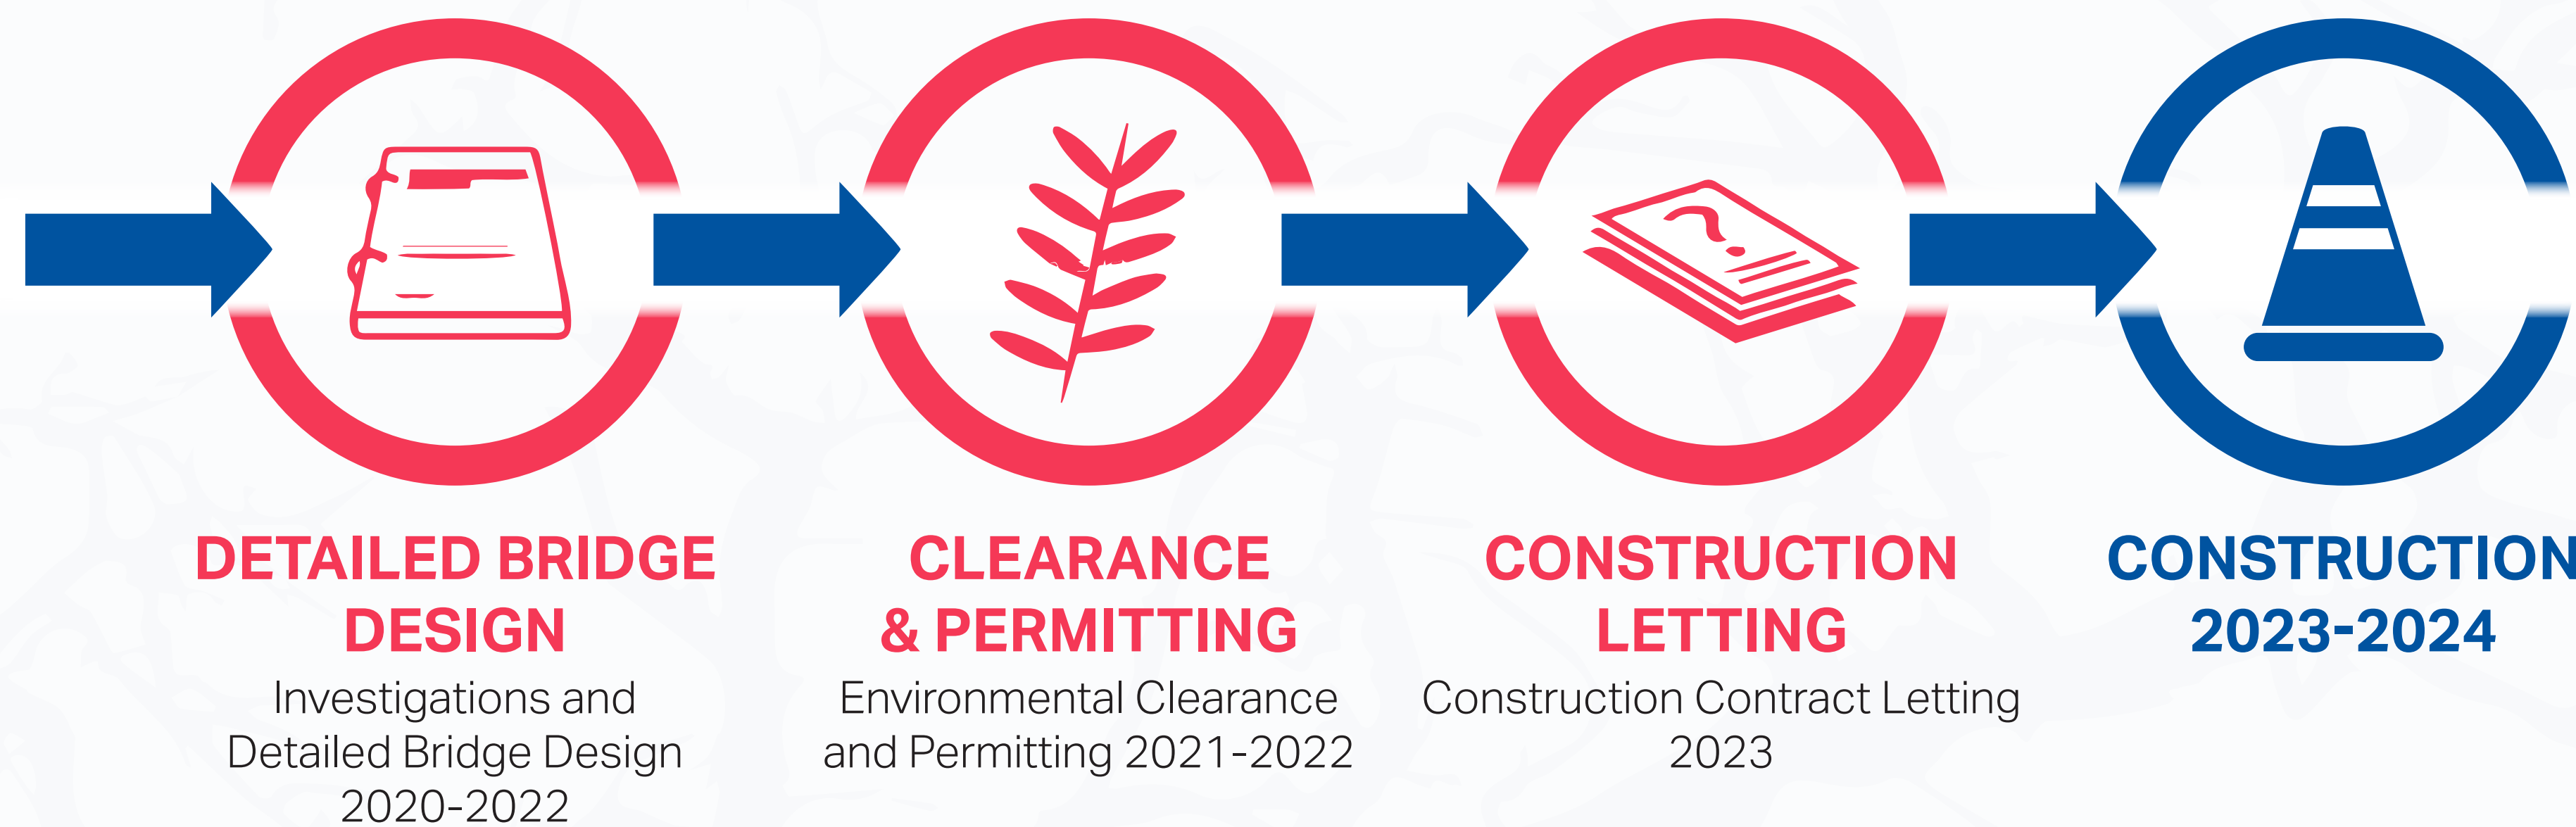 DETAILED BRIDGE
DESIGN
Investigations and
Detailed Bridge Design
2020-2022
CLEARANCE
& PERMITTING
Environmental Clearance
and Permitting 2021-2022
CONSTRUCTION
LETTING
Construction Contract Letting
2023
CONSTRUCTION
2023-2024